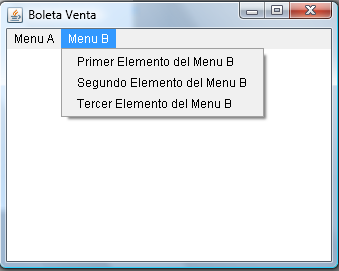 Boleta Venta
Menu A Menu B
Primer Elemento del Menu B
Segundo Elemento del Menu B
Tercer Elemento del Menu B